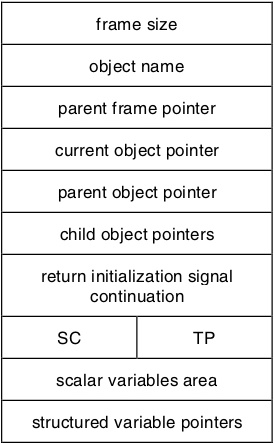 frame size
object name
parent frame pointer
current object pointer
parent object pointer
child object pointers
return initialization signal
continuation
SC TP
scalar variables area
structured variable pointers